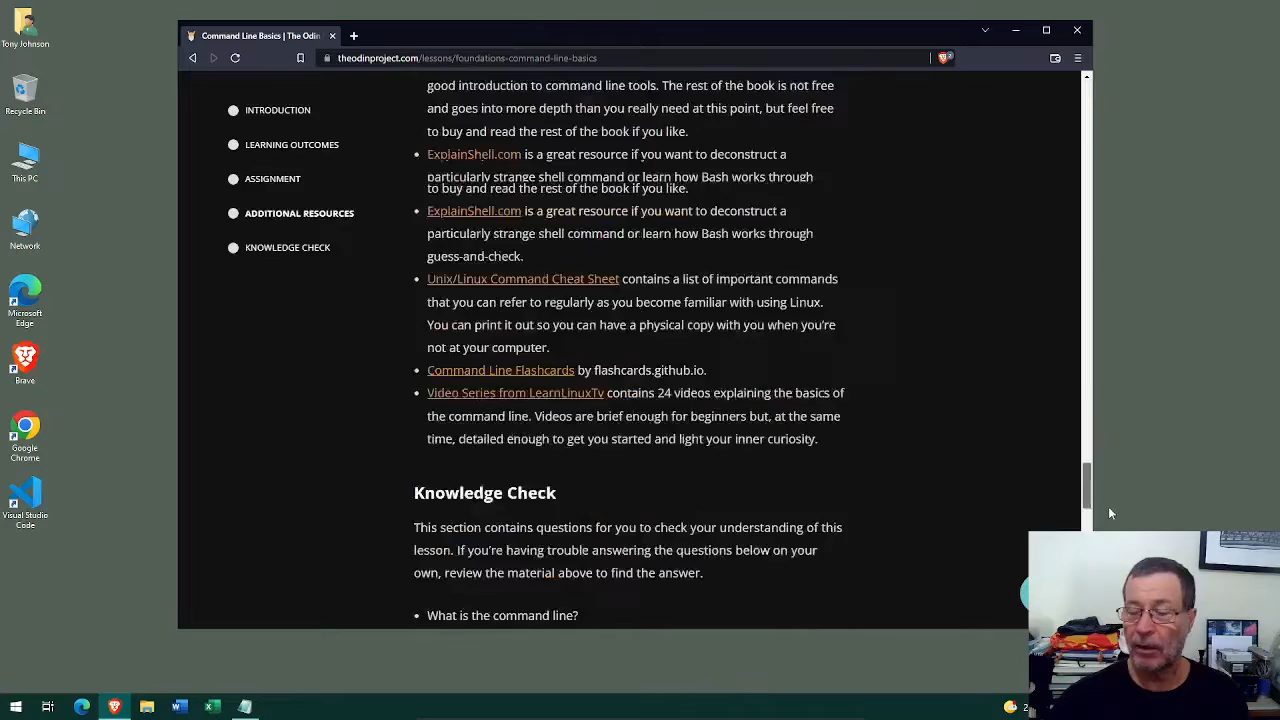 Command Line Basics | The Odin
theodinproject.com/lessons/foundations-command-line-basics
Tony Johnson
Recycle Bin
This PC
Network
Microsoft
Edge
Brave
Google
Chrome
Visual Studio
Code
INTRODUCTION
LEARNING OUTCOMES
ASSIGNMENT
ADDITIONAL RESOURCES
KNOWLEDGE CHECK
good introduction to command line tools. The rest of the book is not free
and goes into more depth than you really need at this point, but feel free
to buy and read the rest of the book if you like.
• ExplainShell.com is a great resource if you want to deconstruct a
particularly strange shell command or learn how Bash works through
to buy and read the rest of the book if you like.
• ExplainShell.com is a great resource if you want to deconstruct a
particularly strange shell command or learn how Bash works through
guess-and-check.
• Unix/Linux Command Cheat Sheet contains a list of important commands
that you can refer to regularly as you become familiar with using Linux.
You can print it out so you can have a physical copy with you when you're
not at your computer.
• Command Line Flashcards by flashcards.github.io.
• Video Series from LearnLinuxTv contains 24 videos explaining the basics of
the command line. Videos are brief enough for beginners but, at the same
time, detailed enough to get you started and light your inner curiosity.
Knowledge Check
This section contains questions for you to check your understanding of this
lesson. If you're having trouble answering the questions below on your
own, review the material above to find the answer.
• What is the command line?